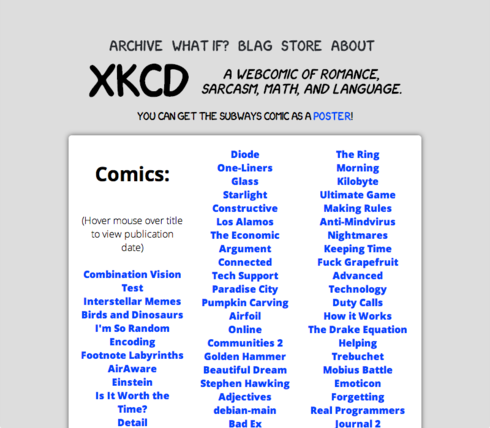 ARCHIVE WHAT IF? BLAG STORE ABOUT
XKCD
A WEBCOMIC OF ROMANCE,
SARCASM, MATH, AND LANGUAGE.
YOU CAN GET THE SUBWAYS COMIC AS A POSTER!
Comics:
(Hover mouse over title
to view publication
date)
Combination Vision
Test
Interstellar Memes
Birds and Dinosaurs
I'm So Random
Encoding
Footnote Labyrinths
AirAware
Einstein
Is It Worth the
Time?
Detail
Diode
One-Liners
Glass
Starlight
Constructive
Los Alamos
The Economic
Argument
Connected
Tech Support
Paradise City
Pumpkin Carving
Airfoil
Online
Communities 2
Golden Hammer
Beautiful Dream
Stephen Hawking
Adjectives
debian-main
Bad Ex
The Ring
Morning
Kilobyte
Ultimate Game
Making Rules
Anti-Mindvirus
Nightmares
Keeping Time
Fuck Grapefruit
Advanced
Technology
Duty Calls
How it Works
The Drake Equation
Helping
Trebuchet
Mobius Battle
Emoticon
Forgetting
Real Programmers
Journal 2